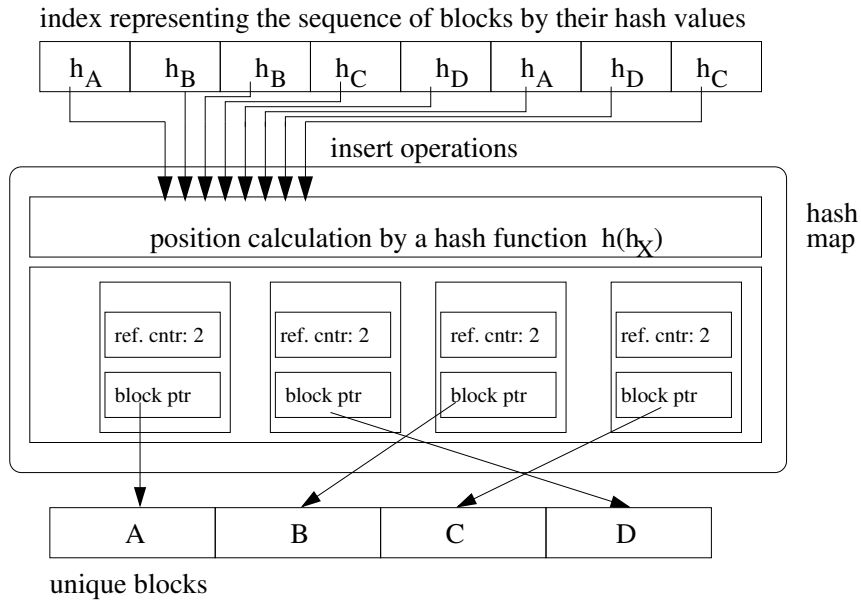 index representing the sequence of blocks by their hash values
h_A h_B h_B h_C h_D h_A h_D h_C
insert operations
hash
map
position calculation by a hash function h(h_X)
ref. cntr: 2 ref. cntr: 2 ref. cntr: 2 ref. cntr: 2
block ptr block ptr block ptr block ptr
A B C D
unique blocks